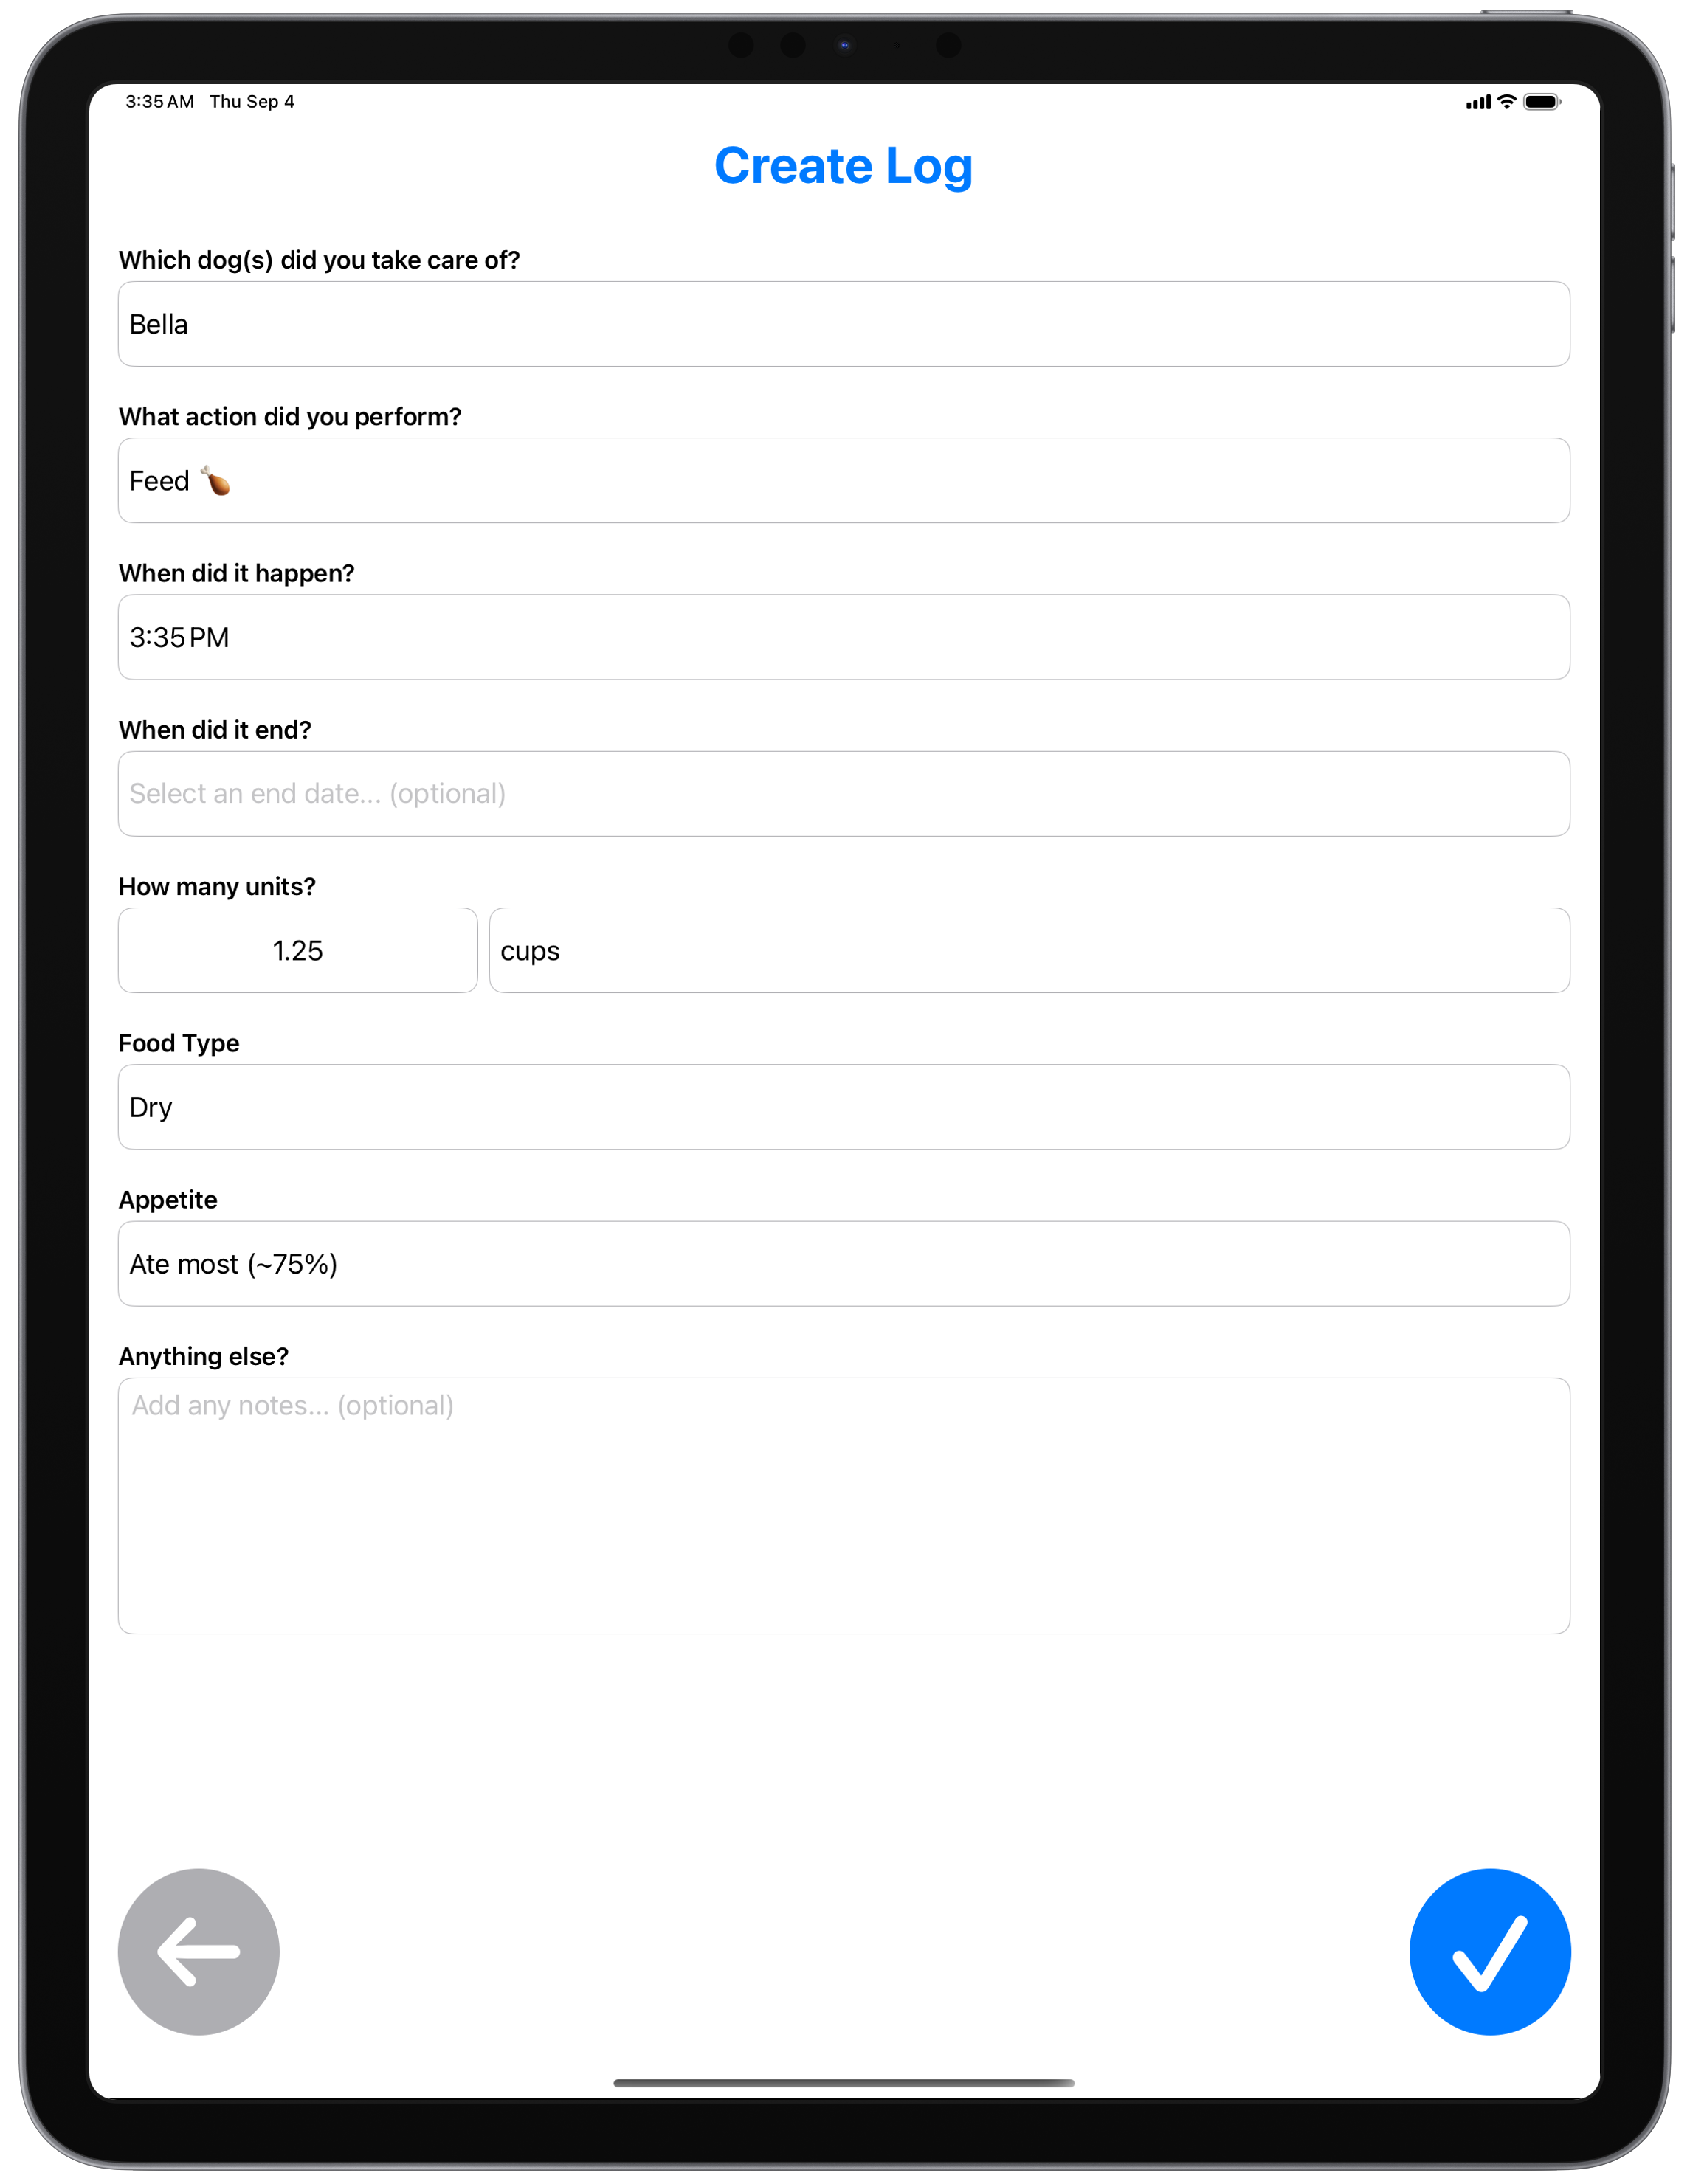 3:35 AM Thu Sep 4
Create Log
Which dog(s) did you take care of?
Bella
What action did you perform?
Feed 🍗
When did it happen?
3:35 PM
When did it end?
Select an end date... (optional)
How many units?
1.25 cups
Food Type
Dry
Appetite
Ate most (~75%)
Anything else?
Add any notes... (optional)